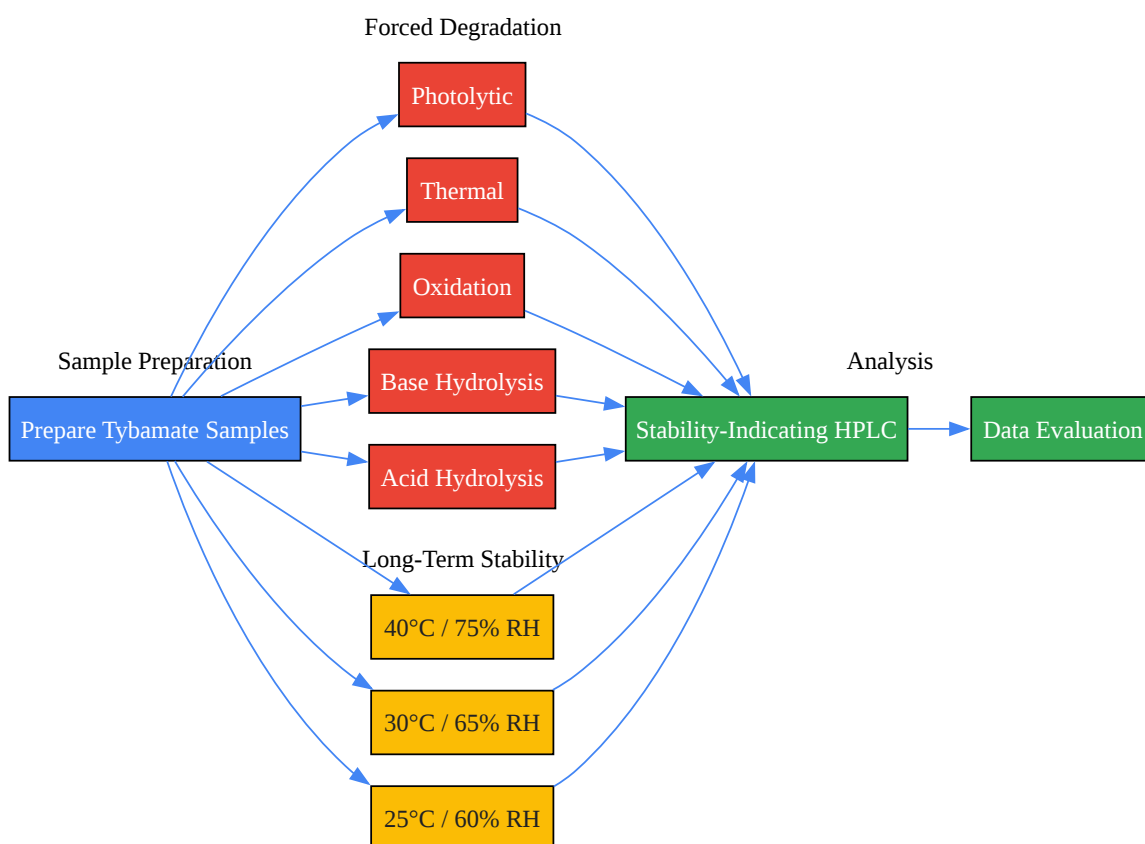 Forced Degradation
Photolytic
Thermal
Oxidation
Sample Preparation
Base Hydrolysis
Analysis
Prepare Tybamate Samples
Stability-Indicating HPLC
Data Evaluation
Acid Hydrolysis
Long-Term Stability
40°C / 75% RH
30°C / 65% RH
25°C / 60% RH